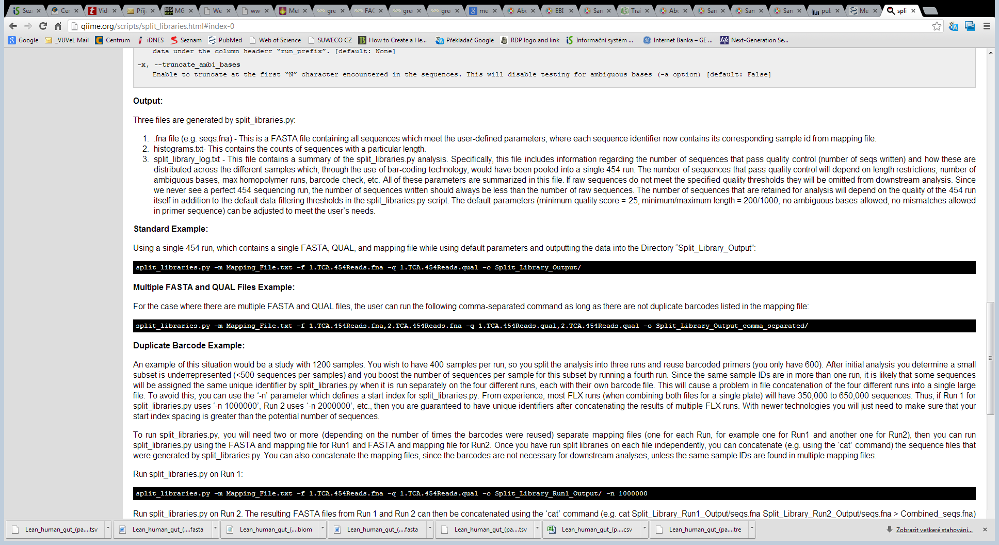 Sezi Cer Vide Přij MG We ww Me gre FAC gre gre me Abc EBI San Trai Abc San San San put Me spli
qiime.org/scripts/split_libraries.html#index-0
Google _VUVeL Mail Centrum iDNES Seznam PubMed Web of Science SUWECO CZ How to Create a He... Překladač Google RDP logo and link Informační systém ... Internet Banka – GE ... Next-Generation Se...
data under the column headerr “run_prefix”. [default: None]
-x, --truncate_ambi_bases
Enable to truncate at the first “N” character encountered in the sequences. This will disable testing for ambiguous bases (-a option) [default: False]
Output:
Three files are generated by split_libraries.py:
1. .fna file (e.g. seqs.fna) - This is a FASTA file containing all sequences which meet the user-defined parameters, where each sequence identifier now contains its corresponding sample id from mapping file.
2. histograms.txt- This contains the counts of sequences with a particular length.
3. split_library_log.txt - This file contains a summary of the split_libraries.py analysis. Specifically, this file includes information regarding the number of sequences that pass quality control (number of seqs written) and how these are
distributed across the different samples which, through the use of bar-coding technology, would have been pooled into a single 454 run. The number of sequences that pass quality control will depend on length restrictions, number of
ambiguous bases, max homopolymer runs, barcode check, etc. All of these parameters are summarized in this file. If raw sequences do not meet the specified quality thresholds they will be omitted from downstream analysis. Since
we never see a perfect 454 sequencing run, the number of sequences written should always be less than the number of raw sequences. The number of sequences that are retained for analysis will depend on the quality of the 454 run
itself in addition to the default data filtering thresholds in the split_libraries.py script. The default parameters (minimum quality score = 25, minimum/maximum length = 200/1000, no ambiguous bases allowed, no mismatches allowed
in primer sequence) can be adjusted to meet the user’s needs.
Standard Example:
Using a single 454 run, which contains a single FASTA, QUAL, and mapping file while using default parameters and outputting the data into the Directory “Split_Library_Output”:
split_libraries.py -m Mapping_File.txt -f 1.TCA.454Reads.fna -q 1.TCA.454Reads.qual -o Split_Library_Output/
Multiple FASTA and QUAL Files Example:
For the case where there are multiple FASTA and QUAL files, the user can run the following comma-separated command as long as there are not duplicate barcodes listed in the mapping file:
split_libraries.py -m Mapping_File.txt -f 1.TCA.454Reads.fna,2.TCA.454Reads.fna -q 1.TCA.454Reads.qual,2.TCA.454Reads.qual -o Split_Library_Output_comma_separated/
Duplicate Barcode Example:
An example of this situation would be a study with 1200 samples. You wish to have 400 samples per run, so you split the analysis into three runs and reuse barcoded primers (you only have 600). After initial analysis you determine a small
subset is underrepresented (<500 sequences per samples) and you boost the number of sequences per sample for this subset by running a fourth run. Since the same sample IDs are in more than one run, it is likely that some sequences
will be assigned the same unique identifier by split_libraries.py when it is run separately on the four different runs, each with their own barcode file. This will cause a problem in file concatenation of the four different runs into a single large
file. To avoid this, you can use the ‘-n’ parameter which defines a start index for split_libraries.py. From experience, most FLX runs (when combining both files for a single plate) will have 350,000 to 650,000 sequences. Thus, if Run 1 for
split_libraries.py uses ‘-n 1000000’, Run 2 uses ‘-n 2000000’, etc., then you are guaranteed to have unique identifiers after concatenating the results of multiple FLX runs. With newer technologies you will just need to make sure that your
start index spacing is greater than the potential number of sequences.
To run split_libraries.py, you will need two or more (depending on the number of times the barcodes were reused) separate mapping files (one for each Run, for example one for Run1 and another one for Run2), then you can run
split_libraries.py using the FASTA and mapping file for Run1 and FASTA and mapping file for Run2. Once you have run split libraries on each file independently, you can concatenate (e.g. using the ‘cat’ command) the sequence files that
were generated by split_libraries.py. You can also concatenate the mapping files, since the barcodes are not necessary for downstream analyses, unless the same sample IDs are found in multiple mapping files.
Run split_libraries.py on Run 1:
split_libraries.py -m Mapping_File.txt -f 1.TCA.454Reads.fna -q 1.TCA.454Reads.qual -o Split_Library_Run1_Output/ -n 1000000
Run split_libraries.py on Run 2. The resulting FASTA files from Run 1 and Run 2 can then be concatenated using the ‘cat’ command (e.g. cat Split_Library_Run1_Output/seqs.fna Split_Library_Run2_Output/seqs.fna > Combined_seqs.fna)
Lean_human_gut_(pa....tsv Lean_human_gut_(....fasta Lean_human_gut_(....biom Lean_human_gut_(....fasta Lean_human_gut_(pa....tsv Lean_human_gut_(p....csv Lean_human_gut_(pa....tre Zobrazit veškeré stahování...